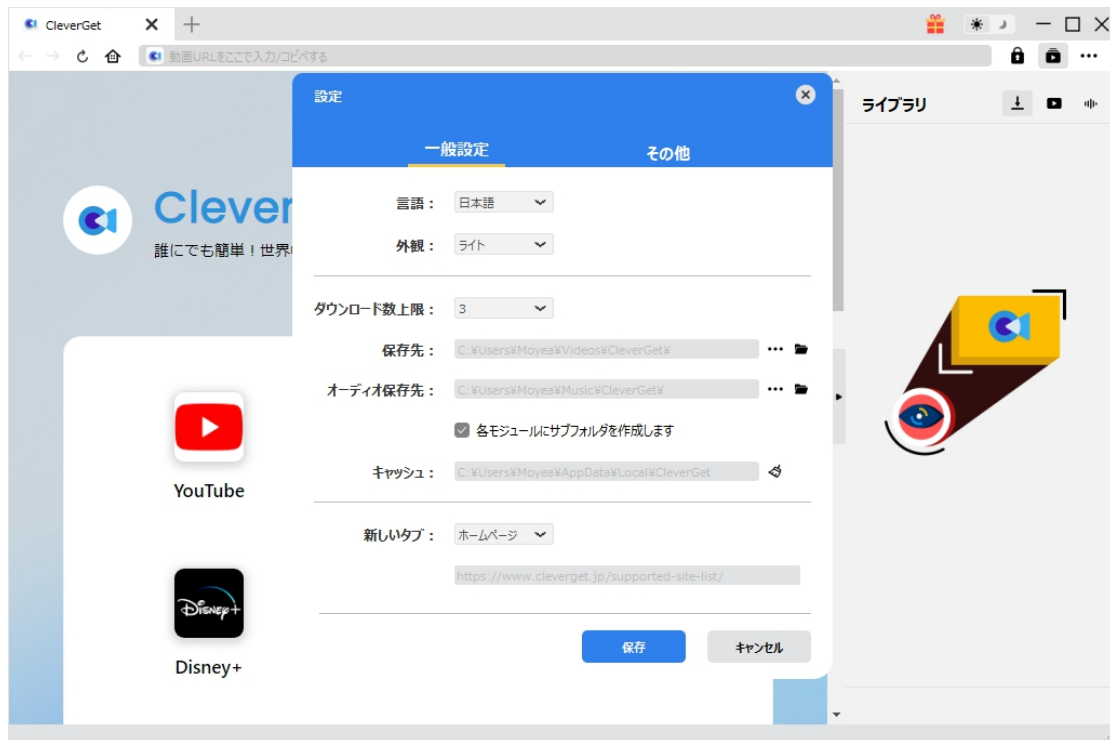 CleverGet
動画URLをここで入力/コピペする
設定
一般設定
その他
ライブラリ
Clever
誰にでも簡単！世界
言語：
日本語
外観：
ライト
ダウンロード数上限：
3
保存先：
C:¥Users¥Moyea¥Videos¥CleverGet¥
オーディオ保存先：
C:¥Users¥Moyea¥Music¥CleverGet¥
各モジュールにサブフォルダを作成します
キャッシュ：
C:¥Users¥Moyea¥AppData¥Local¥CleverGet
新しいタブ：
ホームページ
https://www.cleverget.jp/supported-site-list/
保存
キャンセル
YouTube
Disney+
Disney+